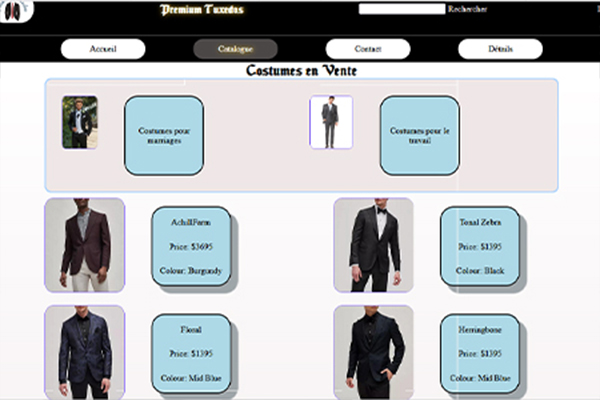 Premium Tuxedos
Rechercher
Accueil
Catalogue
Contact
Détails
Costumes en Vente
Costumes pour
marriages
Costumes pour le
travail
AchillFarm
Price: $3695
Colour: Burgundy
Tonal Zebra
Price: $1395
Colour: Black
Floral
Price: $1395
Colour: Mid Blue
Herringbone
Price: $1395
Colour: Mid Blue